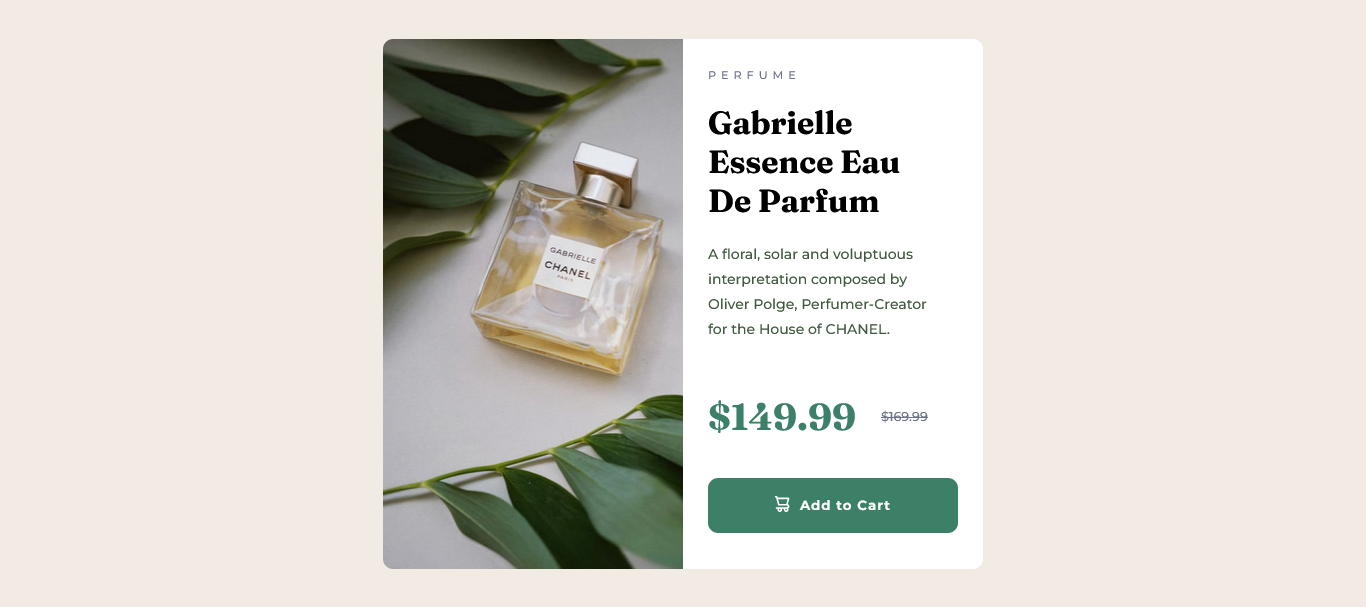 GABRIELLE
CHANEL
PARIS
PERFUME
Gabrielle
Essence Eau
De Parfum
A floral, solar and voluptuous
interpretation composed by
Oliver Polge, Perfumer-Creator
for the House of CHANEL.
$149.99 $169.99
Add to Cart